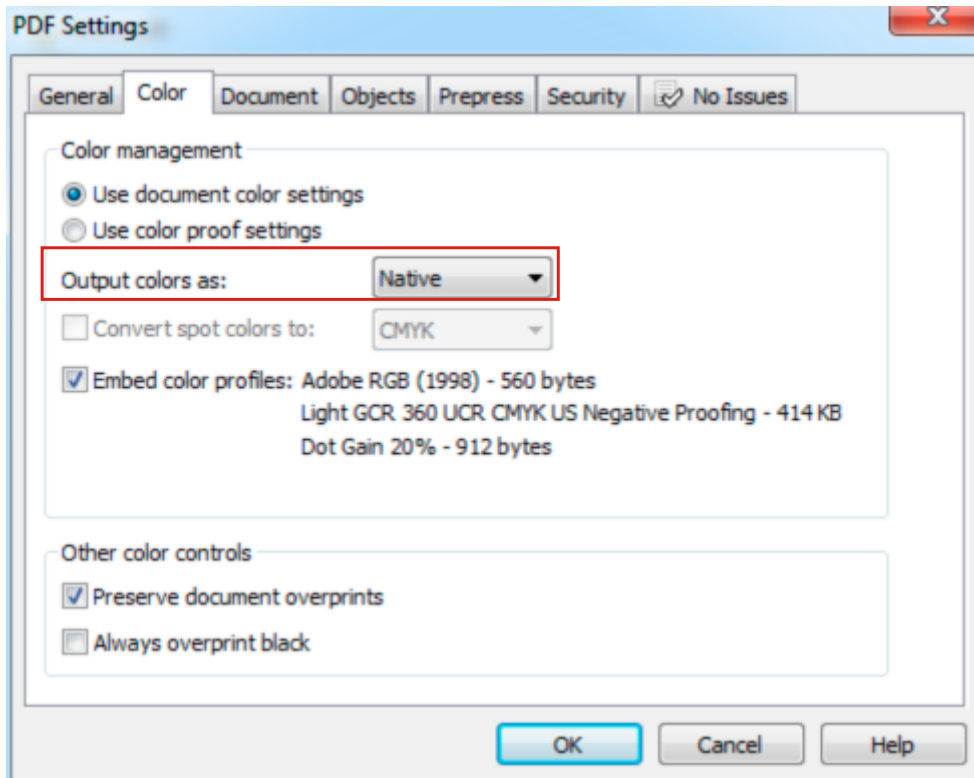 PDF Settings
General Color Document Objects Prepress Security No Issues
Color management
Use document color settings
Use color proof settings
Output colors as: Native
Convert spot colors to: CMYK
Embed color profiles: Adobe RGB (1998) - 560 bytes
Light GCR 360 UCR CMYK US Negative Proofing - 414 KB
Dot Gain 20% - 912 bytes
Other color controls
Preserve document overprints
Always overprint black
OK Cancel Help